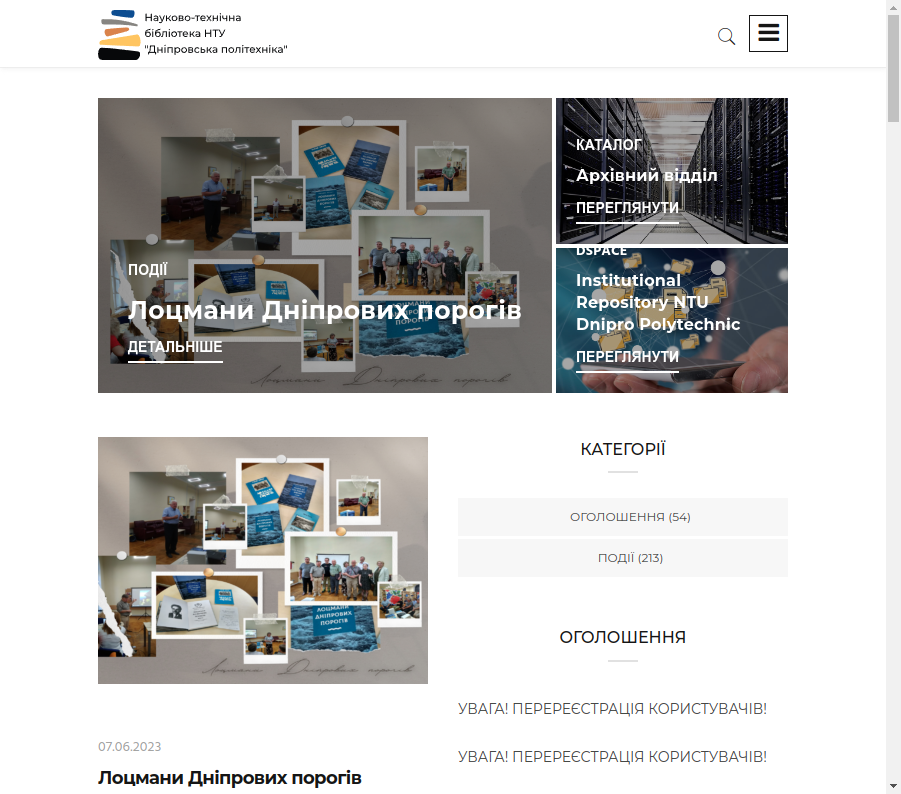 Науково-технічна
бібліотека НТУ
"Дніпровська політехніка"
ПОДІЇ
Лоцмани Дніпрових порогів
ДЕТАЛЬНІШЕ
КАТАЛОГ
Архівний відділ
ПЕРЕГЛЯНУТИ
DSPACE
Institutional
Repository NTU
Dnipro Polytechnic
ПЕРЕГЛЯНУТИ
Лоцмани Дніпрових порогів
ЛОЦМАНИ
ДНІПРОВИХ
ПОРОГІВ
Лоцмани Дніпрових порогів
07.06.2023
Лоцмани Дніпрових порогів
КАТЕГОРІЇ
ОГОЛОШЕННЯ (54)
ПОДІЇ (213)
ОГОЛОШЕННЯ
УВАГА! ПЕРЕРЕЄСТРАЦІЯ КОРИСТУВАЧІВ!
УВАГА! ПЕРЕРЕЄСТРАЦІЯ КОРИСТУВАЧІВ!